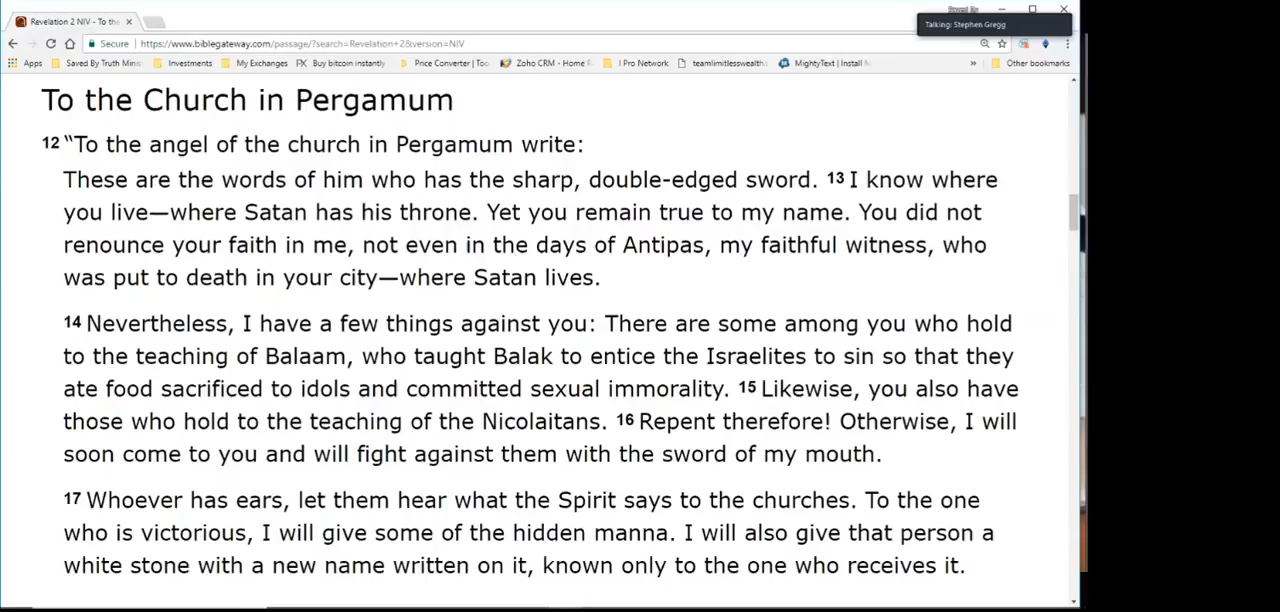 Revelation 2 NIV - To the
Talking: Stephen Gregg
Secure
https://www.biblegateway.com/passage/?search=Revelation+2&version=NIV
Apps Saved By Truth Mins Investments My Exchanges Buy bitcoin instantly Price Converter | Too Zoho CRM - Home P I Pro Network teamlimitlesswealth. MightyText | Install M » Other bookmarks
To the Church in Pergamum
12 “To the angel of the church in Pergamum write:
These are the words of him who has the sharp, double-edged sword. 13 I know where
you live—where Satan has his throne. Yet you remain true to my name. You did not
renounce your faith in me, not even in the days of Antipas, my faithful witness, who
was put to death in your city—where Satan lives.
14 Nevertheless, I have a few things against you: There are some among you who hold
to the teaching of Balaam, who taught Balak to entice the Israelites to sin so that they
ate food sacrificed to idols and committed sexual immorality. 15 Likewise, you also have
those who hold to the teaching of the Nicolaitans. 16 Repent therefore! Otherwise, I will
soon come to you and will fight against them with the sword of my mouth.
17 Whoever has ears, let them hear what the Spirit says to the churches. To the one
who is victorious, I will give some of the hidden manna. I will also give that person a
white stone with a new name written on it, known only to the one who receives it.